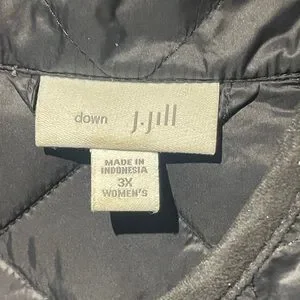 down J.Jill
MADE IN
INDONESIA
3X
WOMEN'S